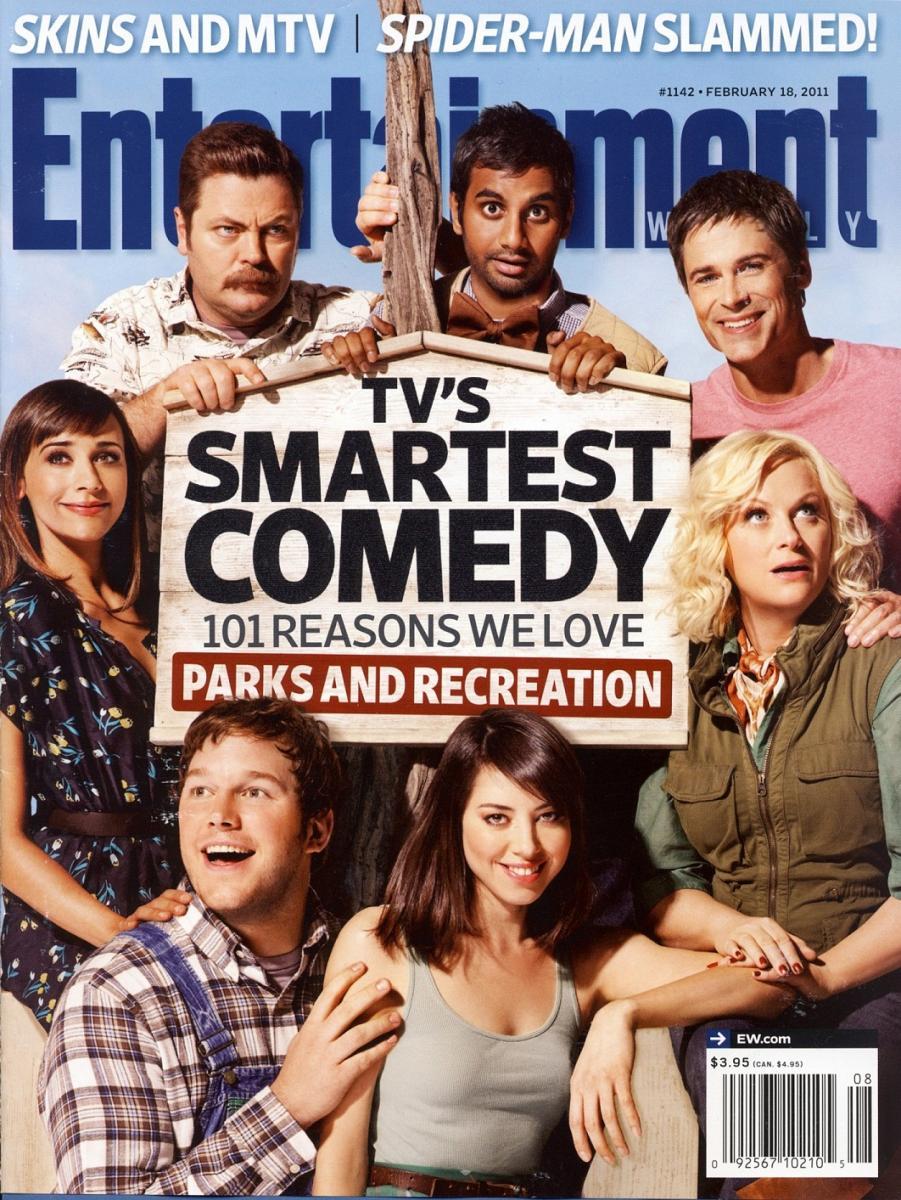 SKINS AND MTV | SPIDER-MAN SLAMMED!
#1142 • FEBRUARY 18, 2011
Entertainment
WEEKLY
TV'S
SMARTEST
COMEDY
101 REASONS WE LOVE
PARKS AND RECREATION
EW.com
$3.95 (CAN. $4.95)
08
0 92567 10210 5